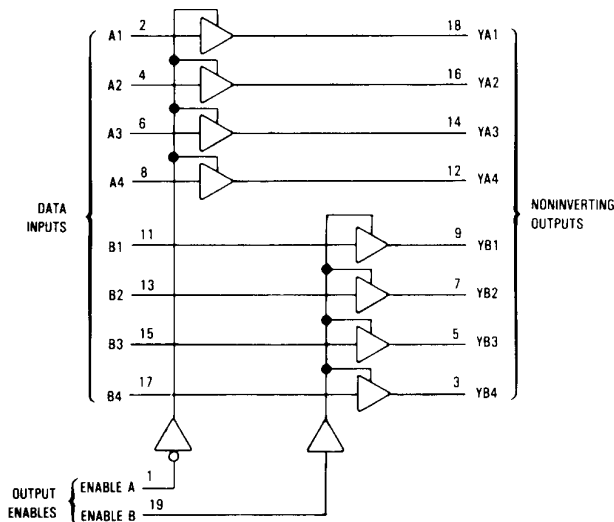 A1 2 18 YA1
A2 4 16 YA2
A3 6 14 YA3
A4 8 12 YA4
DATA
INPUTS
NONINVERTING
OUTPUTS
B1 11 9 YB1
B2 13 7 YB2
B3 15 5 YB3
B4 17 3 YB4
OUTPUT
ENABLES
ENABLE A 1
ENABLE B 19